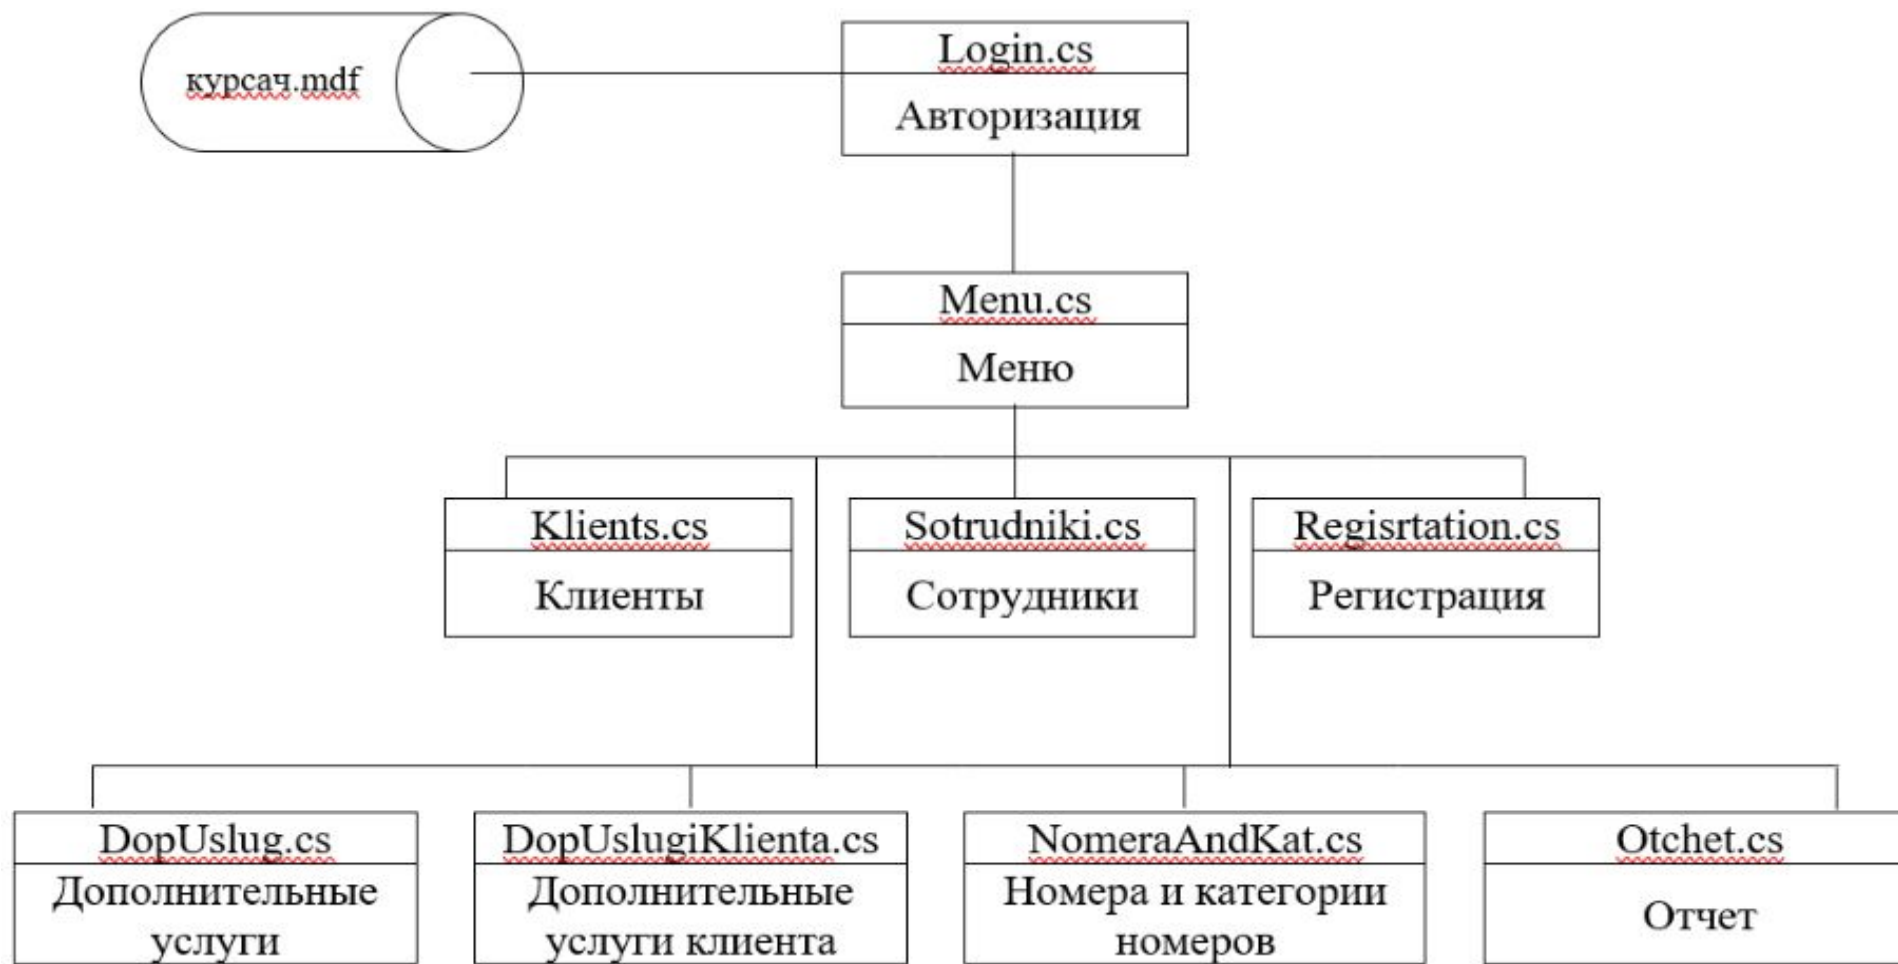 курсач.mdf
Login.cs
Авторизация
Menu.cs
Меню
Klients.cs
Клиенты
Sotrudniki.cs
Сотрудники
Regisrtation.cs
Регистрация
DopUslug.cs
Дополнительные
услуги
DopUslugiKlienta.cs
Дополнительные
услуги клиента
NomeraAndKat.cs
Номера и категории
номеров
Otchet.cs
Отчет